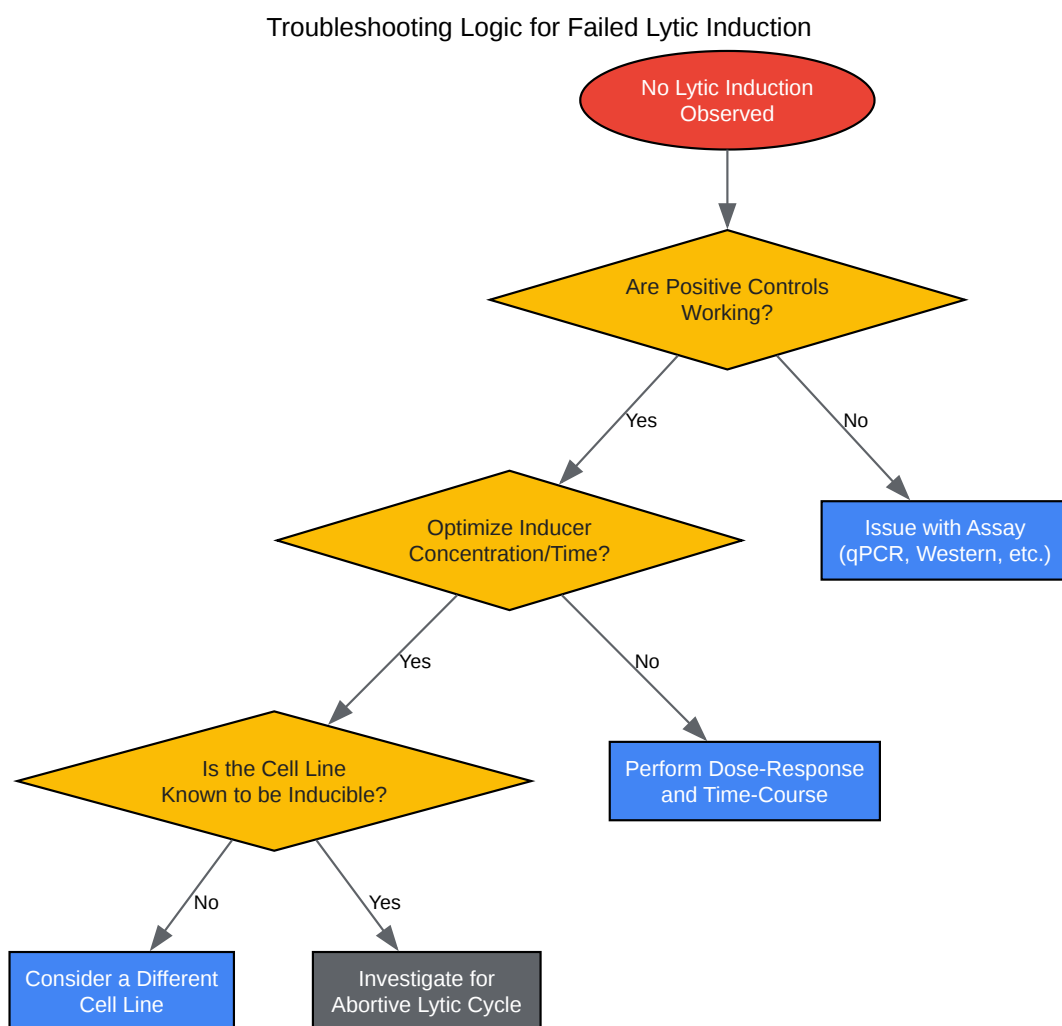 Troubleshooting Logic for Failed Lytic Induction
No Lytic Induction
Observed
Are Positive Controls
Working?
Yes
No
Optimize Inducer
Concentration/Time?
Issue with Assay
(qPCR, Western, etc.)
Yes
No
Is the Cell Line
Known to be Inducible?
Perform Dose-Response
and Time-Course
No
Yes
Consider a Different
Cell Line
Investigate for
Abortive Lytic Cycle